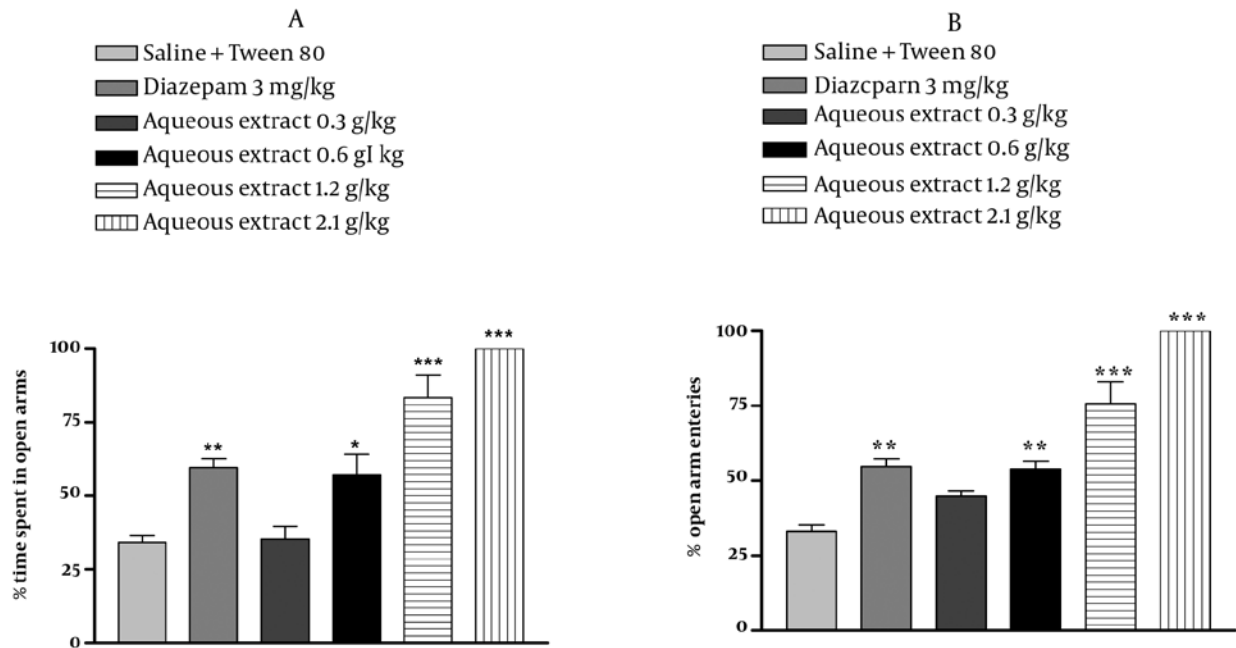 A
Saline + Tween 80
Diazepam 3 mg/kg
Aqueous extract 0.3 g/kg
Aqueous extract 0.6 gI kg
Aqueous extract 1.2 g/kg
Aqueous extract 2.1 g/kg
% time spent in open arms
100
75
50
25
0
**
*
***
***
B
Saline + Tween 80
Diazcparn 3 mg/kg
Aqueous extract 0.3 g/kg
Aqueous extract 0.6 g/kg
Aqueous extract 1.2 g/kg
Aqueous extract 2.1 g/kg
% open arm enteries
100
75
50
25
0
**
**
***
***